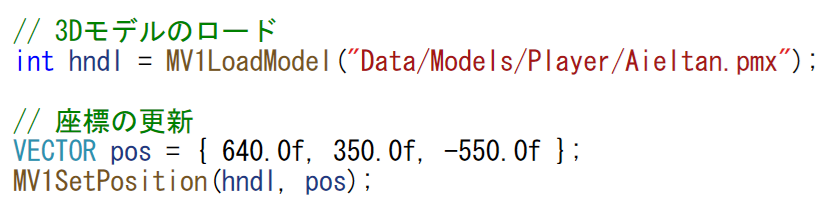 // 3Dモデルのロード
int hndl = MV1LoadModel("Data/Models/Player/Aieltan.pmx");
// 座標の更新
VECTOR pos = { 640.0f, 350.0f, -550.0f };
MV1SetPosition(hndl, pos);